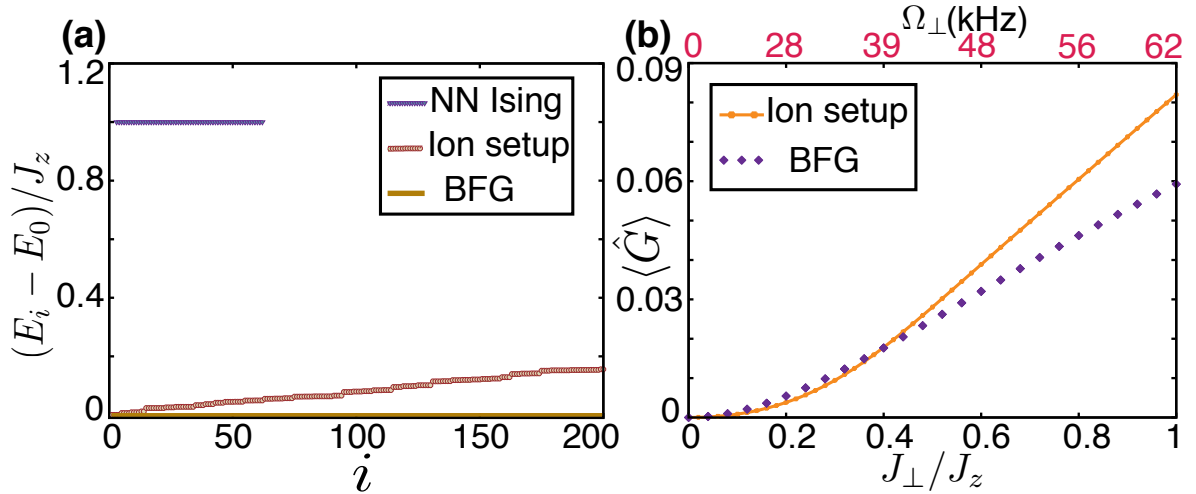 (a)
1.2
0.8
0.4
0
(E_i − E_0)/J_z
NN Ising
Ion setup
BFG
0 50 100 150 200
i
(b)
Ω⊥(kHz)
0 28 39 48 56 62
0.09
0.06
0.03
0
⟨Ĝ⟩
Ion setup
BFG
0 0.2 0.4 0.6 0.8 1
J⊥/J_z